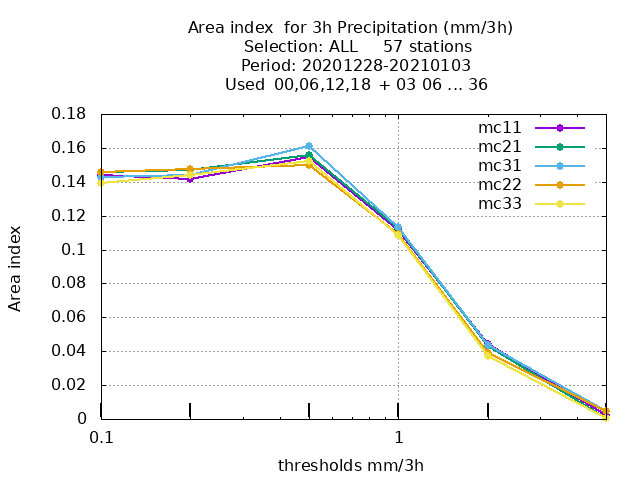 Area index  for 3h Precipitation (mm/3h)
Selection: ALL     57 stations
Period: 20201228-20210103
Used  00,06,12,18  + 03 06 ... 36
0.18
0.16
0.14
0.12
0.1
0.08
0.06
0.04
0.02
0
Area index
mc11
mc21
mc31
mc22
mc33
0.1
1
thresholds mm/3h